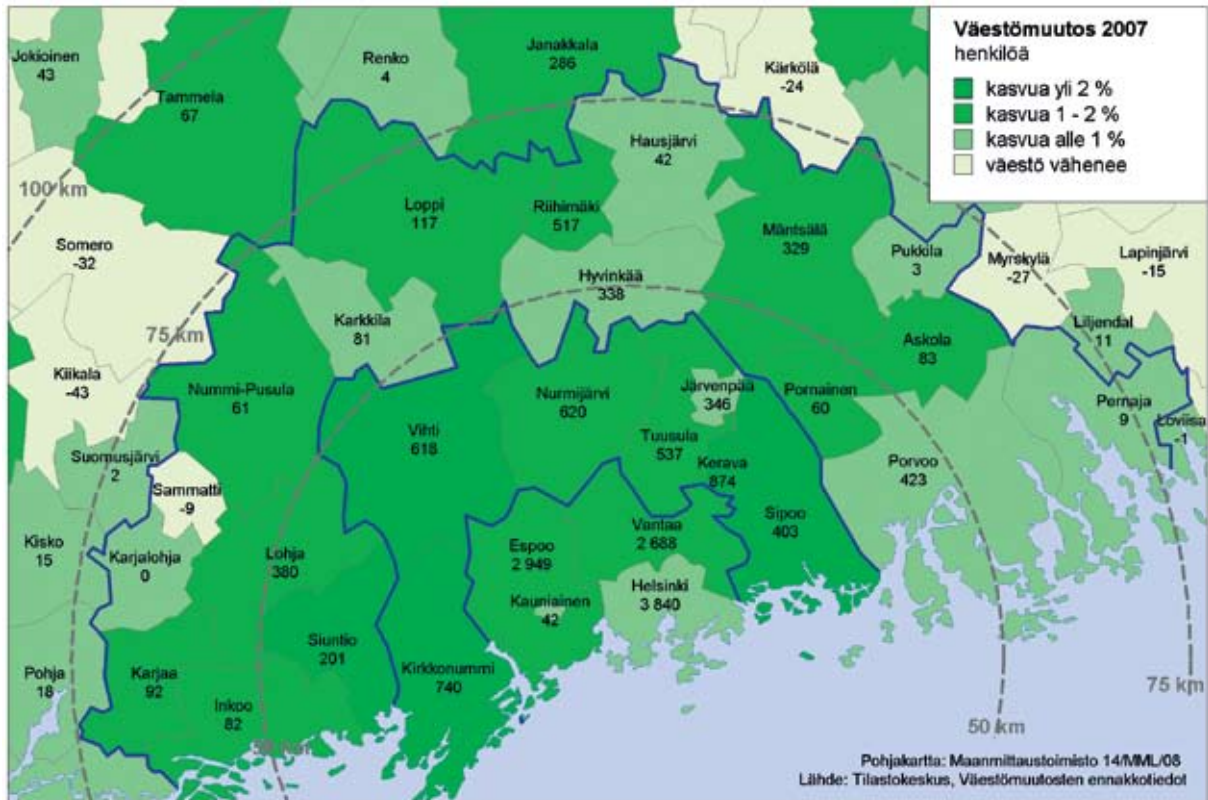 Väestömuutos 2007
henkilöä
kasvua yli 2 %
kasvua 1 - 2 %
kasvua alle 1 %
väestö vähenee
Jokioinen
43
Tammela
67
Renko
4
Janakkala
286
Kärkölä
-24
Hausjärvi
42
100 km
Loppi
117
Riihimäki
517
Mäntsälä
329
Pukkila
3
Myrskylä
-27
Lapinjärvi
-15
Somero
-32
Hyvinkää
338
Karkkila
81
75 km
Liljendal
11
Askola
83
Kiikala
-43
Nummi-Pusula
61
Nurmijärvi
620
Järvenpää
346
Pornainen
60
Pernaja
9
Loviisa
-1
Vihti
618
Tuusula
537
Kerava
874
Porvoo
423
Suomusjärvi
2
Sammatti
-9
Sipoo
403
Vantaa
2 688
Espoo
2 949
Kisko
15
Karjalohja
0
Lohja
380
Helsinki
3 840
Kauniainen
42
Siuntio
201
Kirkkonummi
740
Pohja
18
Karjaa
92
Inkoo
82
75 km
50 km
Pohjakartta: Maanmittaustoimisto 14/MML/08
Lähde: Tilastokeskus, Väestömuutosten ennakkotiedot